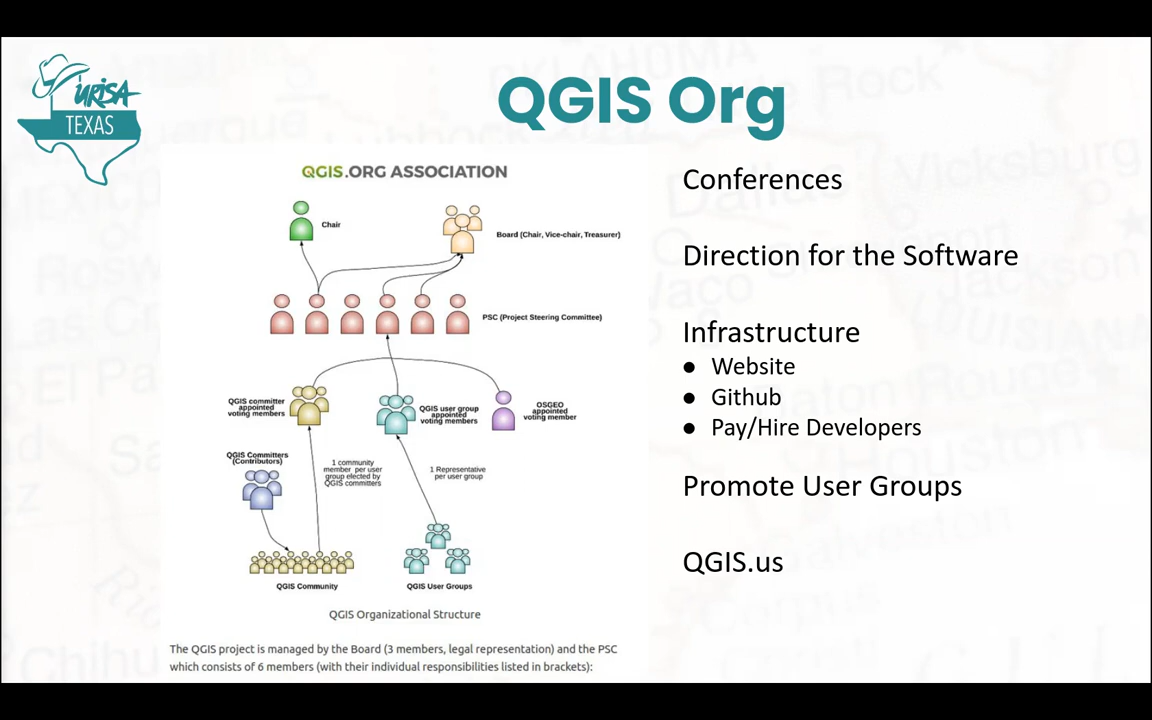 URISA
TEXAS
QGIS Org
QGIS.ORG ASSOCIATION
Chair
Board (Chair, Vice-chair, Treasurer)
PSC (Project Steering Committee)
QGIS committer
appointed
voting members
QGIS user group
appointed
voting members
OSGEO
appointed
voting member
QGIS Committers
(Contributors)
1 community
member per user
group elected by
QGIS committers
1 Representative
per user group
QGIS Community
QGIS User Groups
QGIS Organizational Structure
The QGIS project is managed by the Board (3 members, legal representation) and the PSC
which consists of 6 members (with their individual responsibilities listed in brackets):
Conferences
Direction for the Software
Infrastructure
● Website
● Github
● Pay/Hire Developers
Promote User Groups
QGIS.us